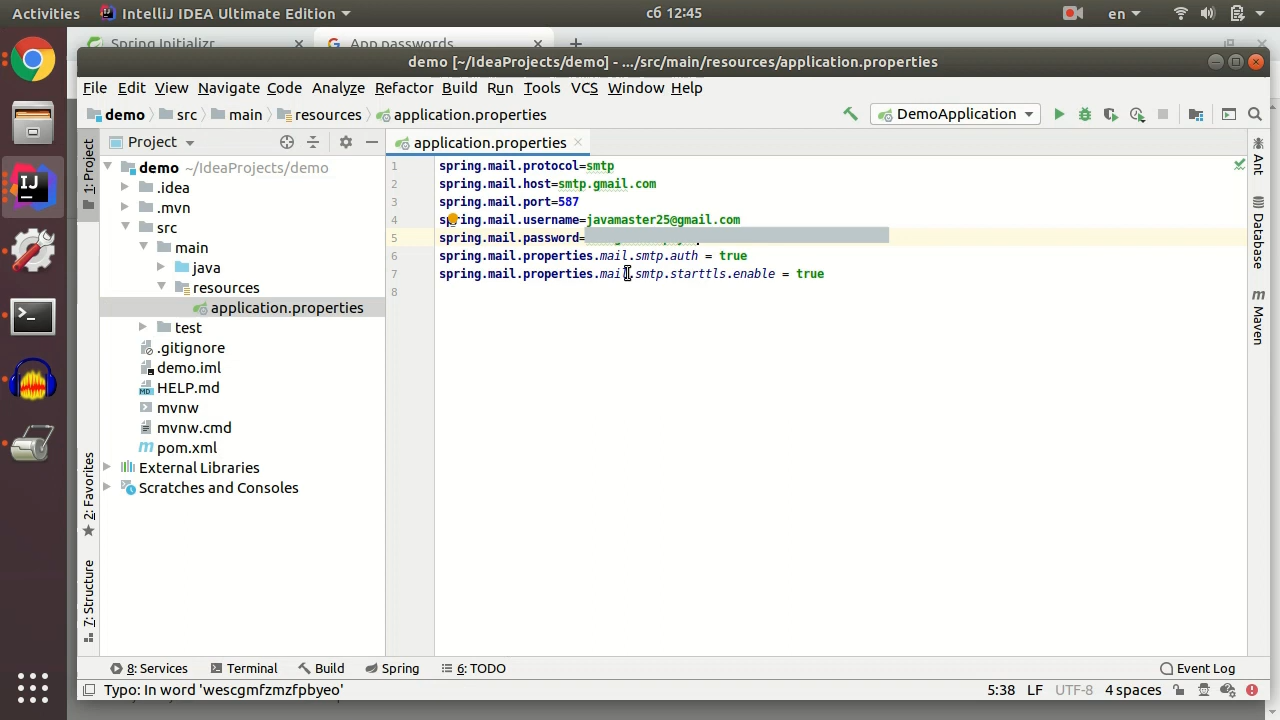 Activities IntelliJ IDEA Ultimate Edition сб 12:45 en
Spring Initializr App passwords
demo [~/IdeaProjects/demo] - .../src/main/resources/application.properties
File Edit View Navigate Code Analyze Refactor Build Run Tools VCS Window Help
demo src main resources application.properties DemoApplication
1: Project
Project
application.properties
Ant
Database
Maven
demo ~/IdeaProjects/demo
.idea
.mvn
src
main
java
resources
application.properties
test
.gitignore
demo.iml
HELP.md
mvnw
mvnw.cmd
pom.xml
External Libraries
Scratches and Consoles
1 spring.mail.protocol=smtp
2 spring.mail.host=smtp.gmail.com
3 spring.mail.port=587
4 spring.mail.username=javamaster25@gmail.com
5 spring.mail.password=
6 spring.mail.properties.mail.smtp.auth = true
7 spring.mail.properties.mail.smtp.starttls.enable = true
8
2: Favorites
7: Structure
8: Services Terminal Build Spring 6: TODO Event Log
Typo: In word 5:38 LF UTF-8 4 spaces